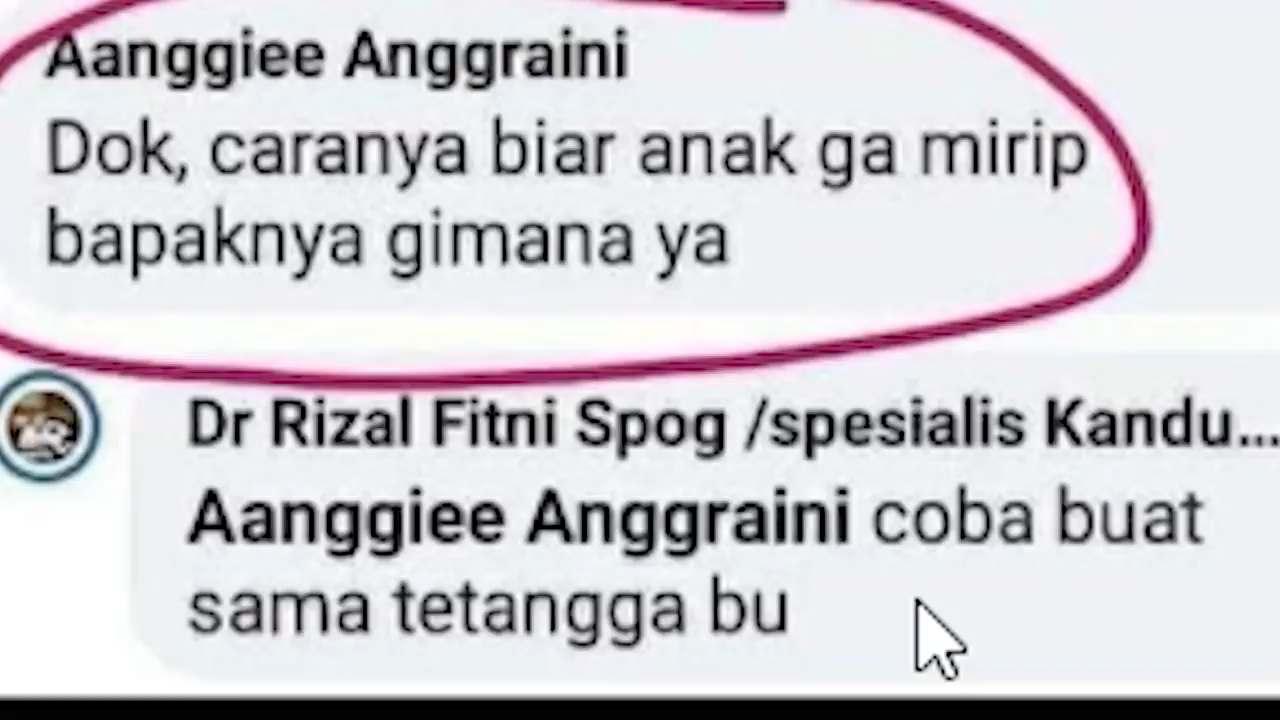 Aanggiee Anggraini
Dok, caranya biar anak ga mirip
bapaknya gimana ya
Dr Rizal Fitni Spog /spesialis Kandu...
Aanggiee Anggraini coba buat
sama tetangga bu